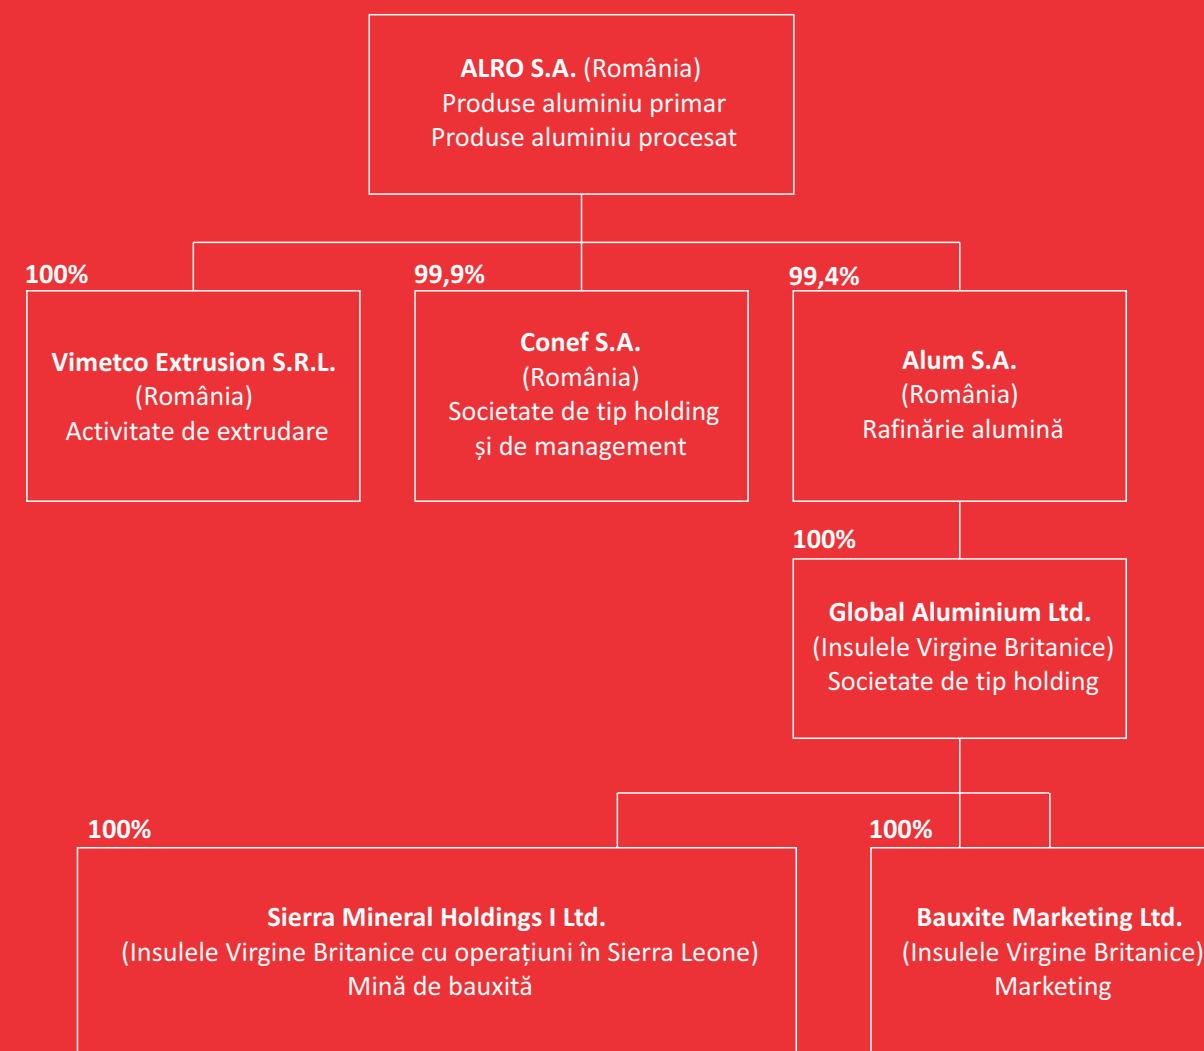 ALRO S.A. (România)
Produse aluminiu primar
Produse aluminiu procesat
100%
Vimetco Extrusion S.R.L.
(România)
Activitate de extrudare
99,9%
Conef S.A.
(România)
Societate de tip holding
și de management
99,4%
Alum S.A.
(România)
Rafinărie alumină
100%
Global Aluminium Ltd.
(Insulele Virgine Britanice)
Societate de tip holding
100%
Sierra Mineral Holdings I Ltd.
(Insulele Virgine Britanice cu operațiuni în Sierra Leone)
Mină de bauxită
100%
Bauxite Marketing Ltd.
(Insulele Virgine Britanice)
Marketing